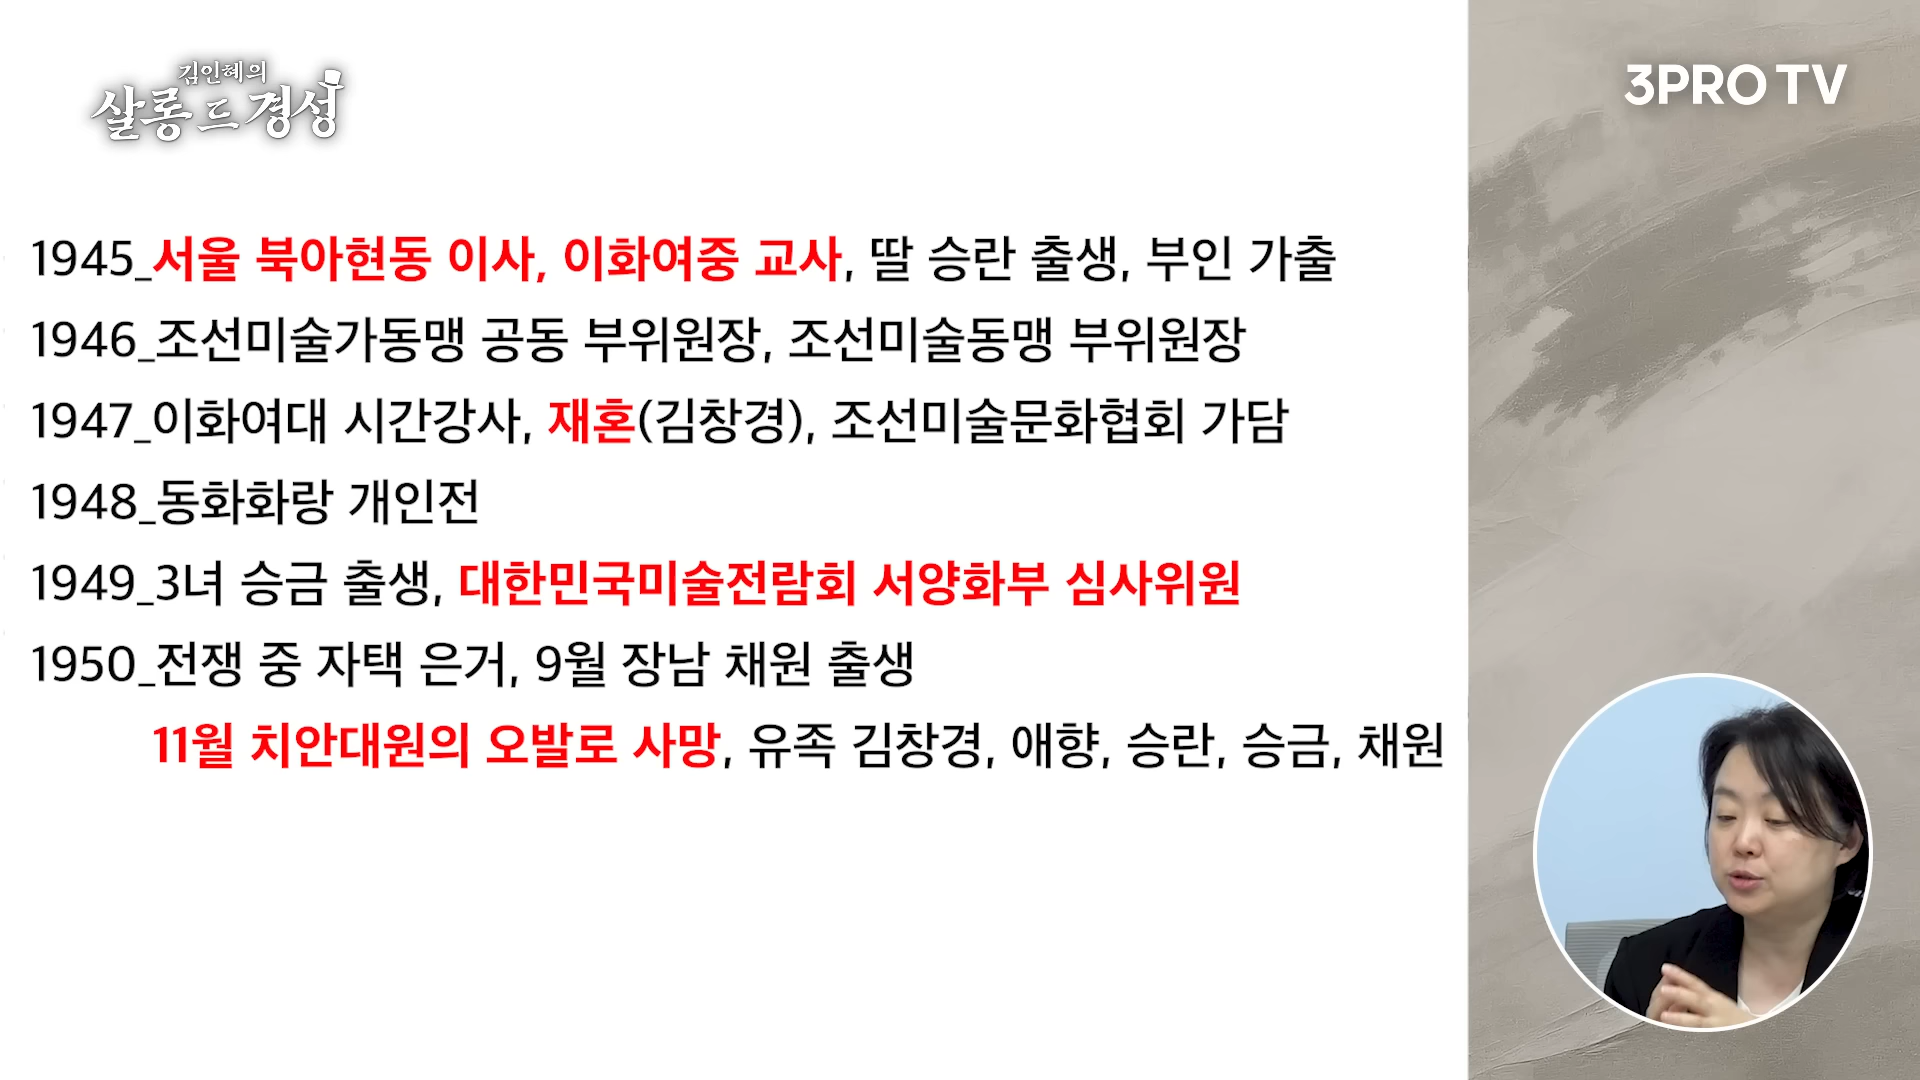 김인혜의
살롱 드 경성
3PRO TV
1945_서울 북아현동 이사, 이화여중 교사, 딸 승란 출생, 부인 가출
1946_조선미술가동맹 공동 부위원장, 조선미술동맹 부위원장
1947_이화여대 시간강사, 재혼(김창경), 조선미술문화협회 가담
1948_동화화랑 개인전
1949_3녀 승금 출생, 대한민국미술전람회 서양화부 심사위원
1950_전쟁 중 자택 은거, 9월 장남 채원 출생
11월 치안대원의 오발로 사망, 유족 김창경, 애향, 승란, 승금, 채원